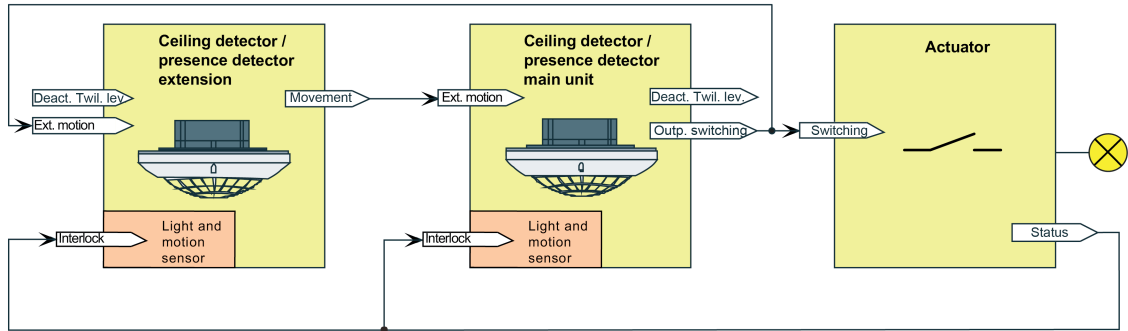 Ceiling detector /
presence detector
extension
Deact. Twil. lev.
Ext. motion
Movement
Interlock
Light and
motion
sensor
Ceiling detector /
presence detector
main unit
Ext. motion
Deact. Twil. lev.
Outp. switching
Interlock
Light and
motion
sensor
Actuator
Switching
Status